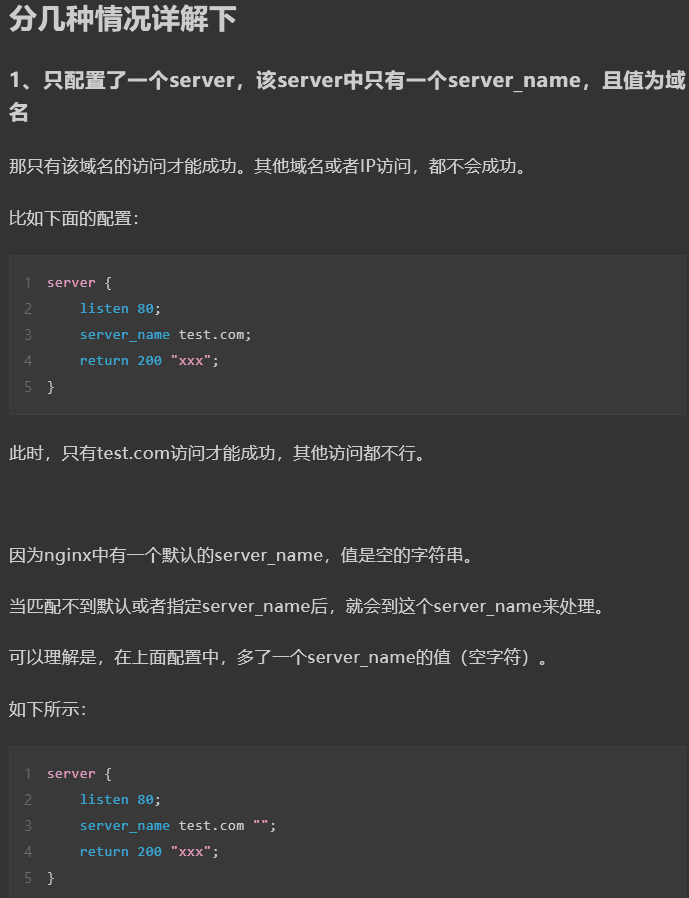 分几种情况详解下
1、只配置了一个server，该server中只有一个server_name，且值为域
名
那只有该域名的访问才能成功。其他域名或者IP访问，都不会成功。
比如下面的配置：
1 server {
2     listen 80;
3     server_name test.com;
4     return 200 "xxx";
5 }
此时，只有test.com访问才能成功，其他访问都不行。
因为nginx中有一个默认的server_name，值是空的字符串。
当匹配不到默认或者指定server_name后，就会到这个server_name来处理。
可以理解是，在上面配置中，多了一个server_name的值（空字符）。
如下所示：
1 server {
2     listen 80;
3     server_name test.com "";
4     return 200 "xxx";
5 }